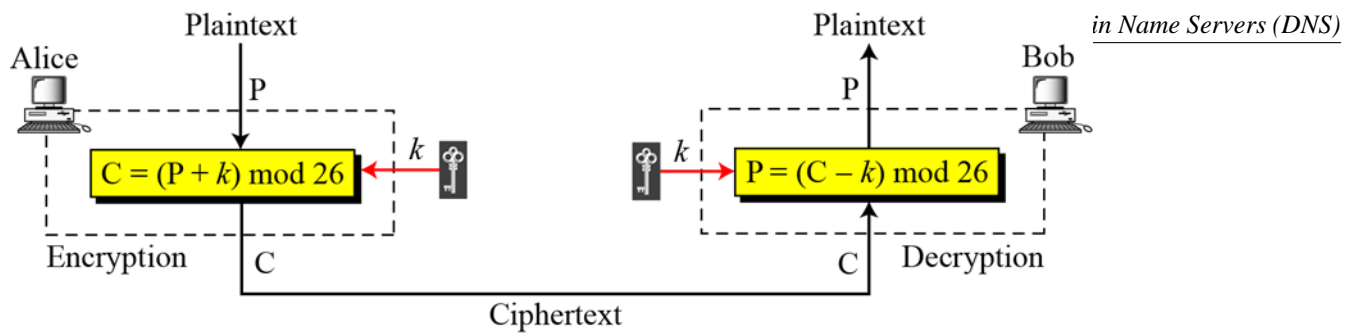 Plaintext
Plaintext
in Name Servers (DNS)
Alice
Bob
P
P
k
k
C = (P + k) mod 26
P = (C – k) mod 26
Encryption
C
C
Decryption
Ciphertext